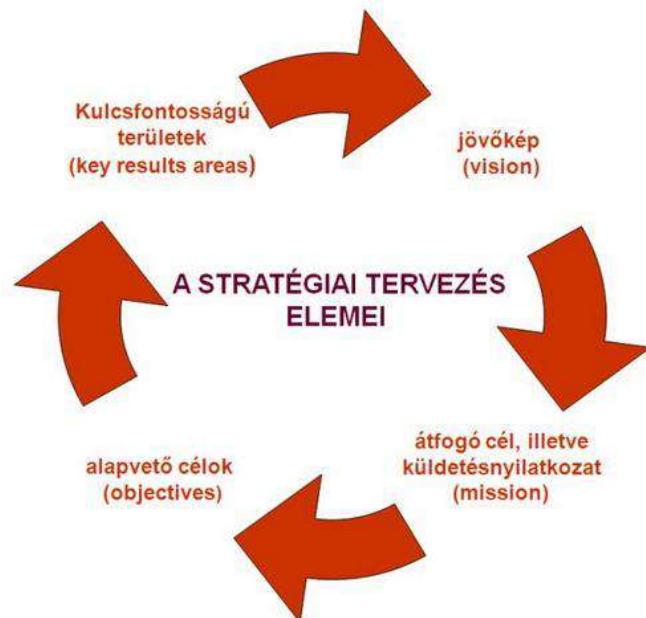 Kulcsfontosságú
területek
(key results areas)
jövőkép
(vision)
A STRATÉGIAI TERVEZÉS
ELEMEI
átfogó cél, illetve
küldetésnyilatkozat
(mission)
alapvető célok
(objectives)